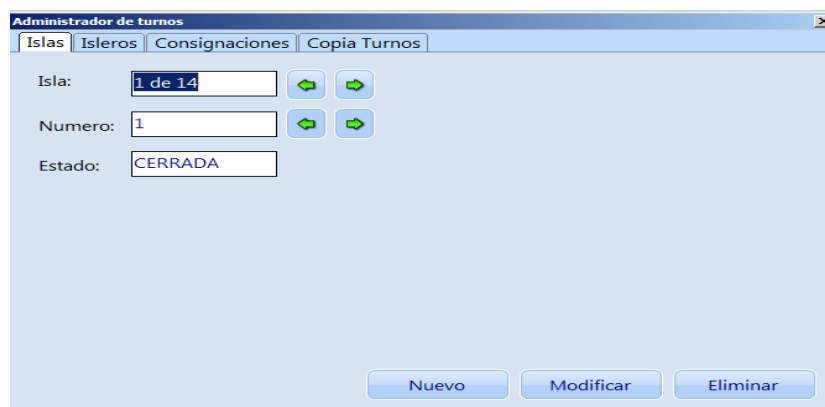 Administrador de turnos
Islas Isleros Consignaciones Copia Turnos
Isla: 1 de 14
Numero: 1
Estado: CERRADA
Nuevo Modificar Eliminar